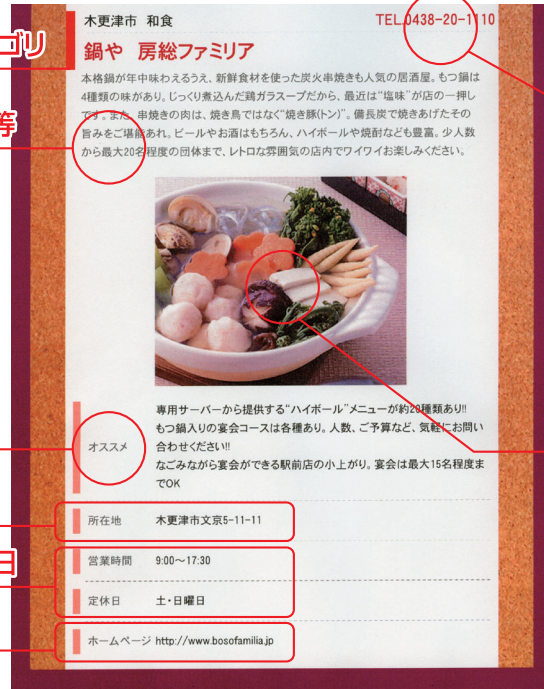 木更津市 和食
TEL.0438-20-1110
ゴリ
鍋や 房総ファミリア
本格鍋が年中味わえるうえ、新鮮食材を使った炭火串焼きも人気の居酒屋。もつ鍋は
4種類の味があり。じっくり煮込んだ鶏ガラスープだから、最近は“塩味”が店の一押し
です。また、串焼きの肉は、焼き鳥ではなく“焼き豚(トン)”。備長炭で焼きあげたその
等
旨みをご堪能あれ。ビールやお酒はもちろん、ハイボールや焼酎なども豊富。少人数
から最大20名程度の団体まで、レトロな雰囲気の店内でワイワイお楽しみください。
専用サーバーから提供する“ハイボール”メニューが約20種類あり!!
もつ鍋入りの宴会コースは各種あり。人数、ご予算など、気軽にお問い
オススメ
合わせください!!
なごみながら宴会ができる駅前店の小上がり。宴会は最大15名程度ま
でOK
所在地 木更津市文京5-11-11
営業時間 9:00〜17:30
日
定休日 土・日曜日
ホームページ http://www.bosofamilia.jp